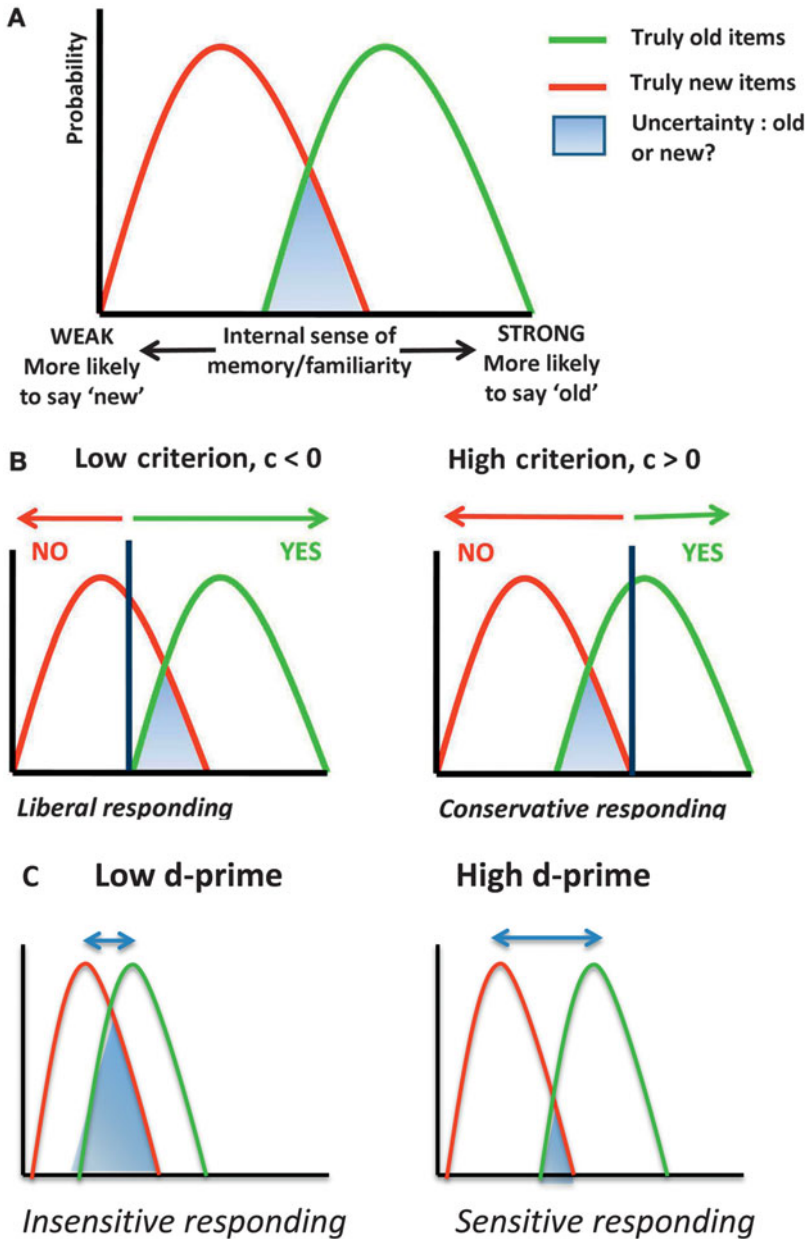 A
Probability
Truly old items
Truly new items
Uncertainty : old
or new?
WEAK
More likely
to say ‘new’
Internal sense of
memory/familiarity
STRONG
More likely
to say ‘old’
B
Low criterion, c < 0
High criterion, c > 0
NO
YES
NO
YES
Liberal responding
Conservative responding
C
Low d-prime
High d-prime
Insensitive responding
Sensitive responding